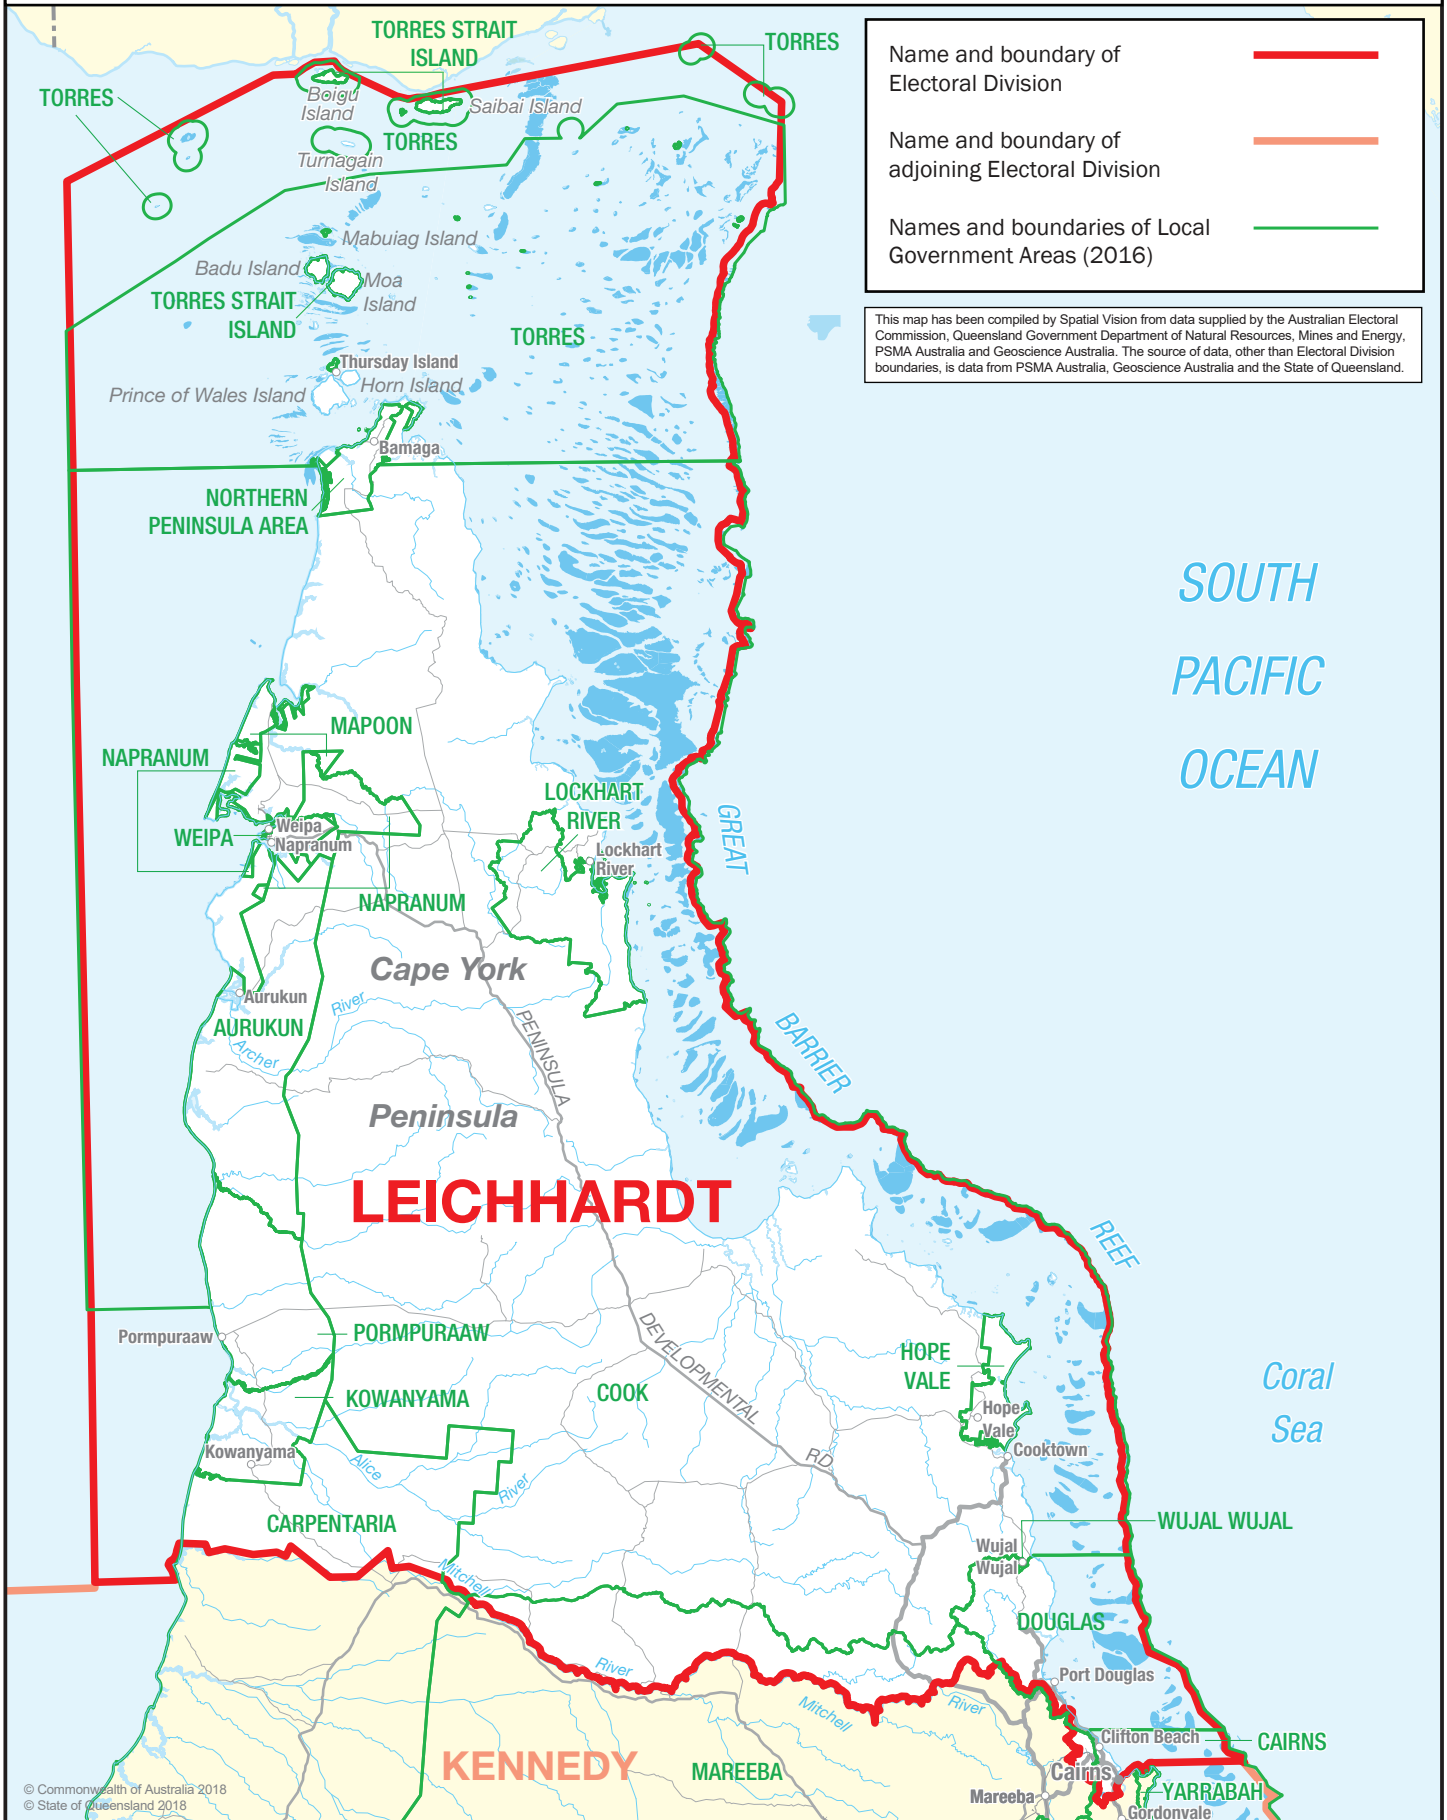 TORRES STRAIT
ISLAND
TORRES
TORRES
Boigu
Island
Saibai Island
TORRES
Turnagain
Island
Name and boundary of
Electoral Division
Name and boundary of
adjoining Electoral Division
Names and boundaries of Local
Government Areas (2016)
This map has been compiled by Spatial Vision from data supplied by the Australian Electoral
Commission, Queensland Government Department of Natural Resources, Mines and Energy,
PSMA Australia and Geoscience Australia. The source of data, other than Electoral Division
boundaries, is data from PSMA Australia, Geoscience Australia and the State of Queensland.
Mabuiag Island
Badu Island
Moa
Island
TORRES STRAIT
ISLAND
TORRES
Thursday Island
Horn Island
Prince of Wales Island
Bamaga
NORTHERN
PENINSULA AREA
SOUTH
PACIFIC
OCEAN
MAPOON
NAPRANUM
LOCKHART
RIVER
GREAT
WEIPA
Weipa
Napranum
Lockhart
River
NAPRANUM
Cape York
Aurukun
River
AURUKUN
Archer
PENINSULA
BARRIER
Peninsula
LEICHHARDT
REEF
Pormpuraaw
PORMPURAAW
DEVELOPMENTAL
HOPE
VALE
KOWANYAMA
COOK
Coral
Sea
Hope
Vale
Kowanyama
Cooktown
Alice
River
RD
CARPENTARIA
WUJAL WUJAL
Wujal
Wujal
Mitchell
DOUGLAS
River
Port Douglas
Mitchell
River
Clifton Beach
CAIRNS
KENNEDY
MAREEBA
Cairns
Mareeba
YARRABAH
Gordonvale
© Commonwealth of Australia 2018
© State of Queensland 2018